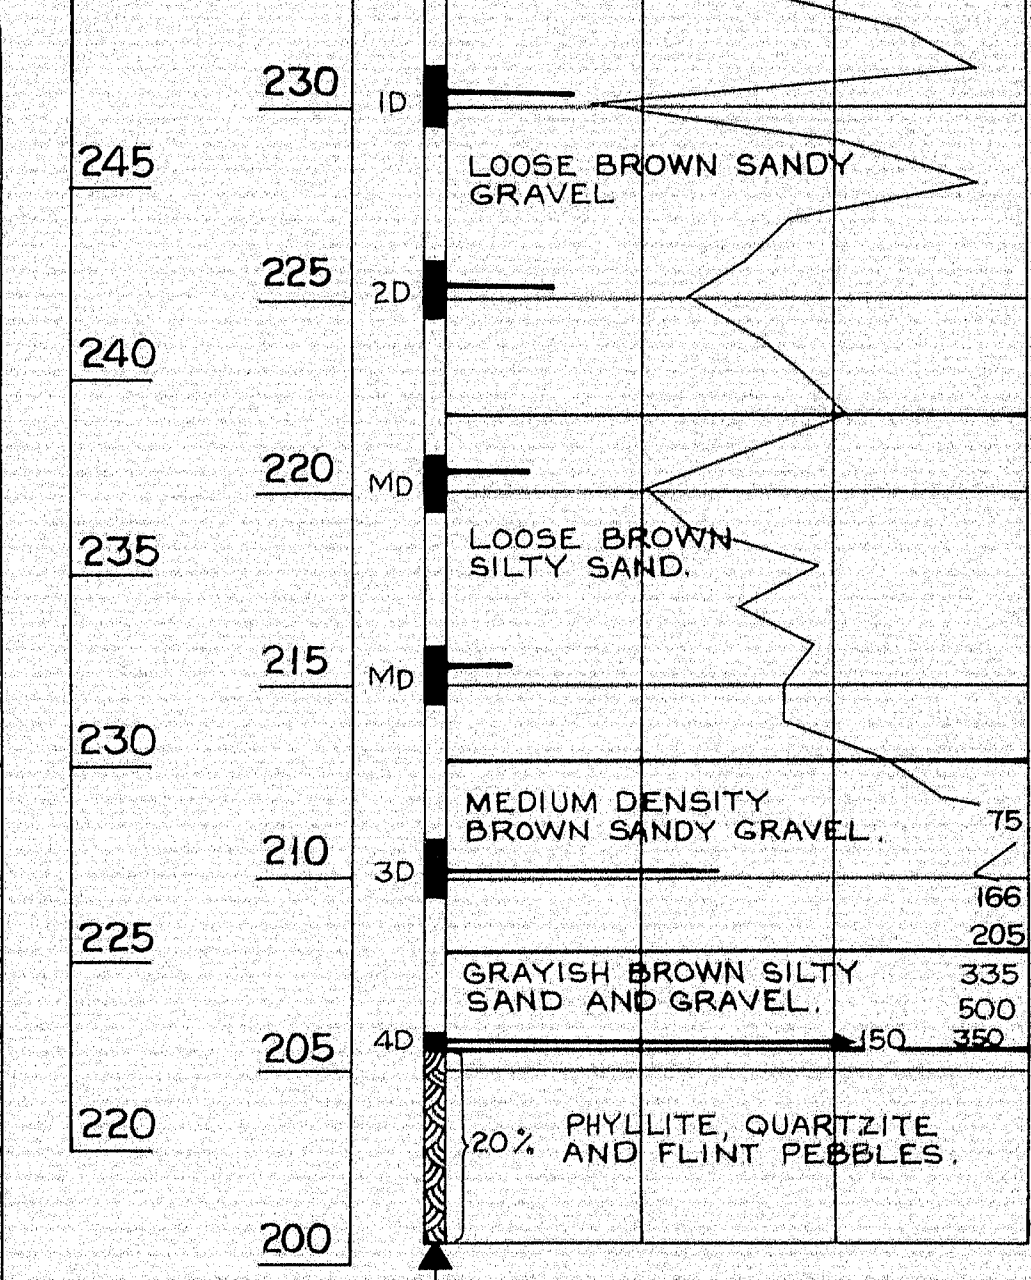 230
1D
245
LOOSE BROWN SANDY
GRAVEL
225
2D
240
220
MD
LOOSE BROWN
SILTY SAND.
235
215
MD
230
MEDIUM DENSITY
BROWN SANDY GRAVEL.
75
210
3D
166
205
225
GRAYISH BROWN SILTY
SAND AND GRAVEL.
335
500
4D
150
350
205
220
20%
PHYLLITE, QUARTZITE
AND FLINT PEBBLES.
200